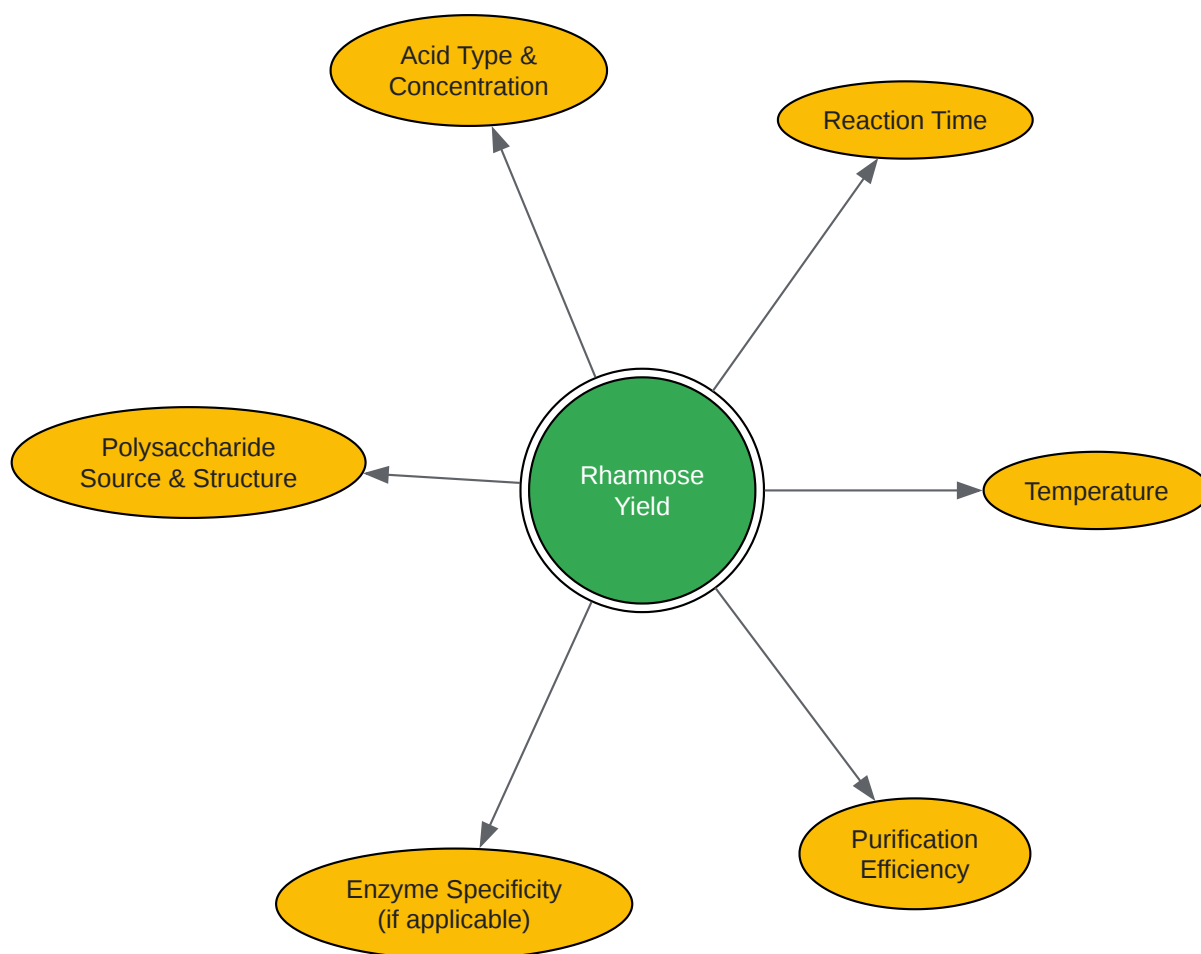 Acid Type &
Concentration
Reaction Time
Polysaccharide
Source & Structure
Rhamnose
Yield
Temperature
Purification
Efficiency
Enzyme Specificity
(if applicable)